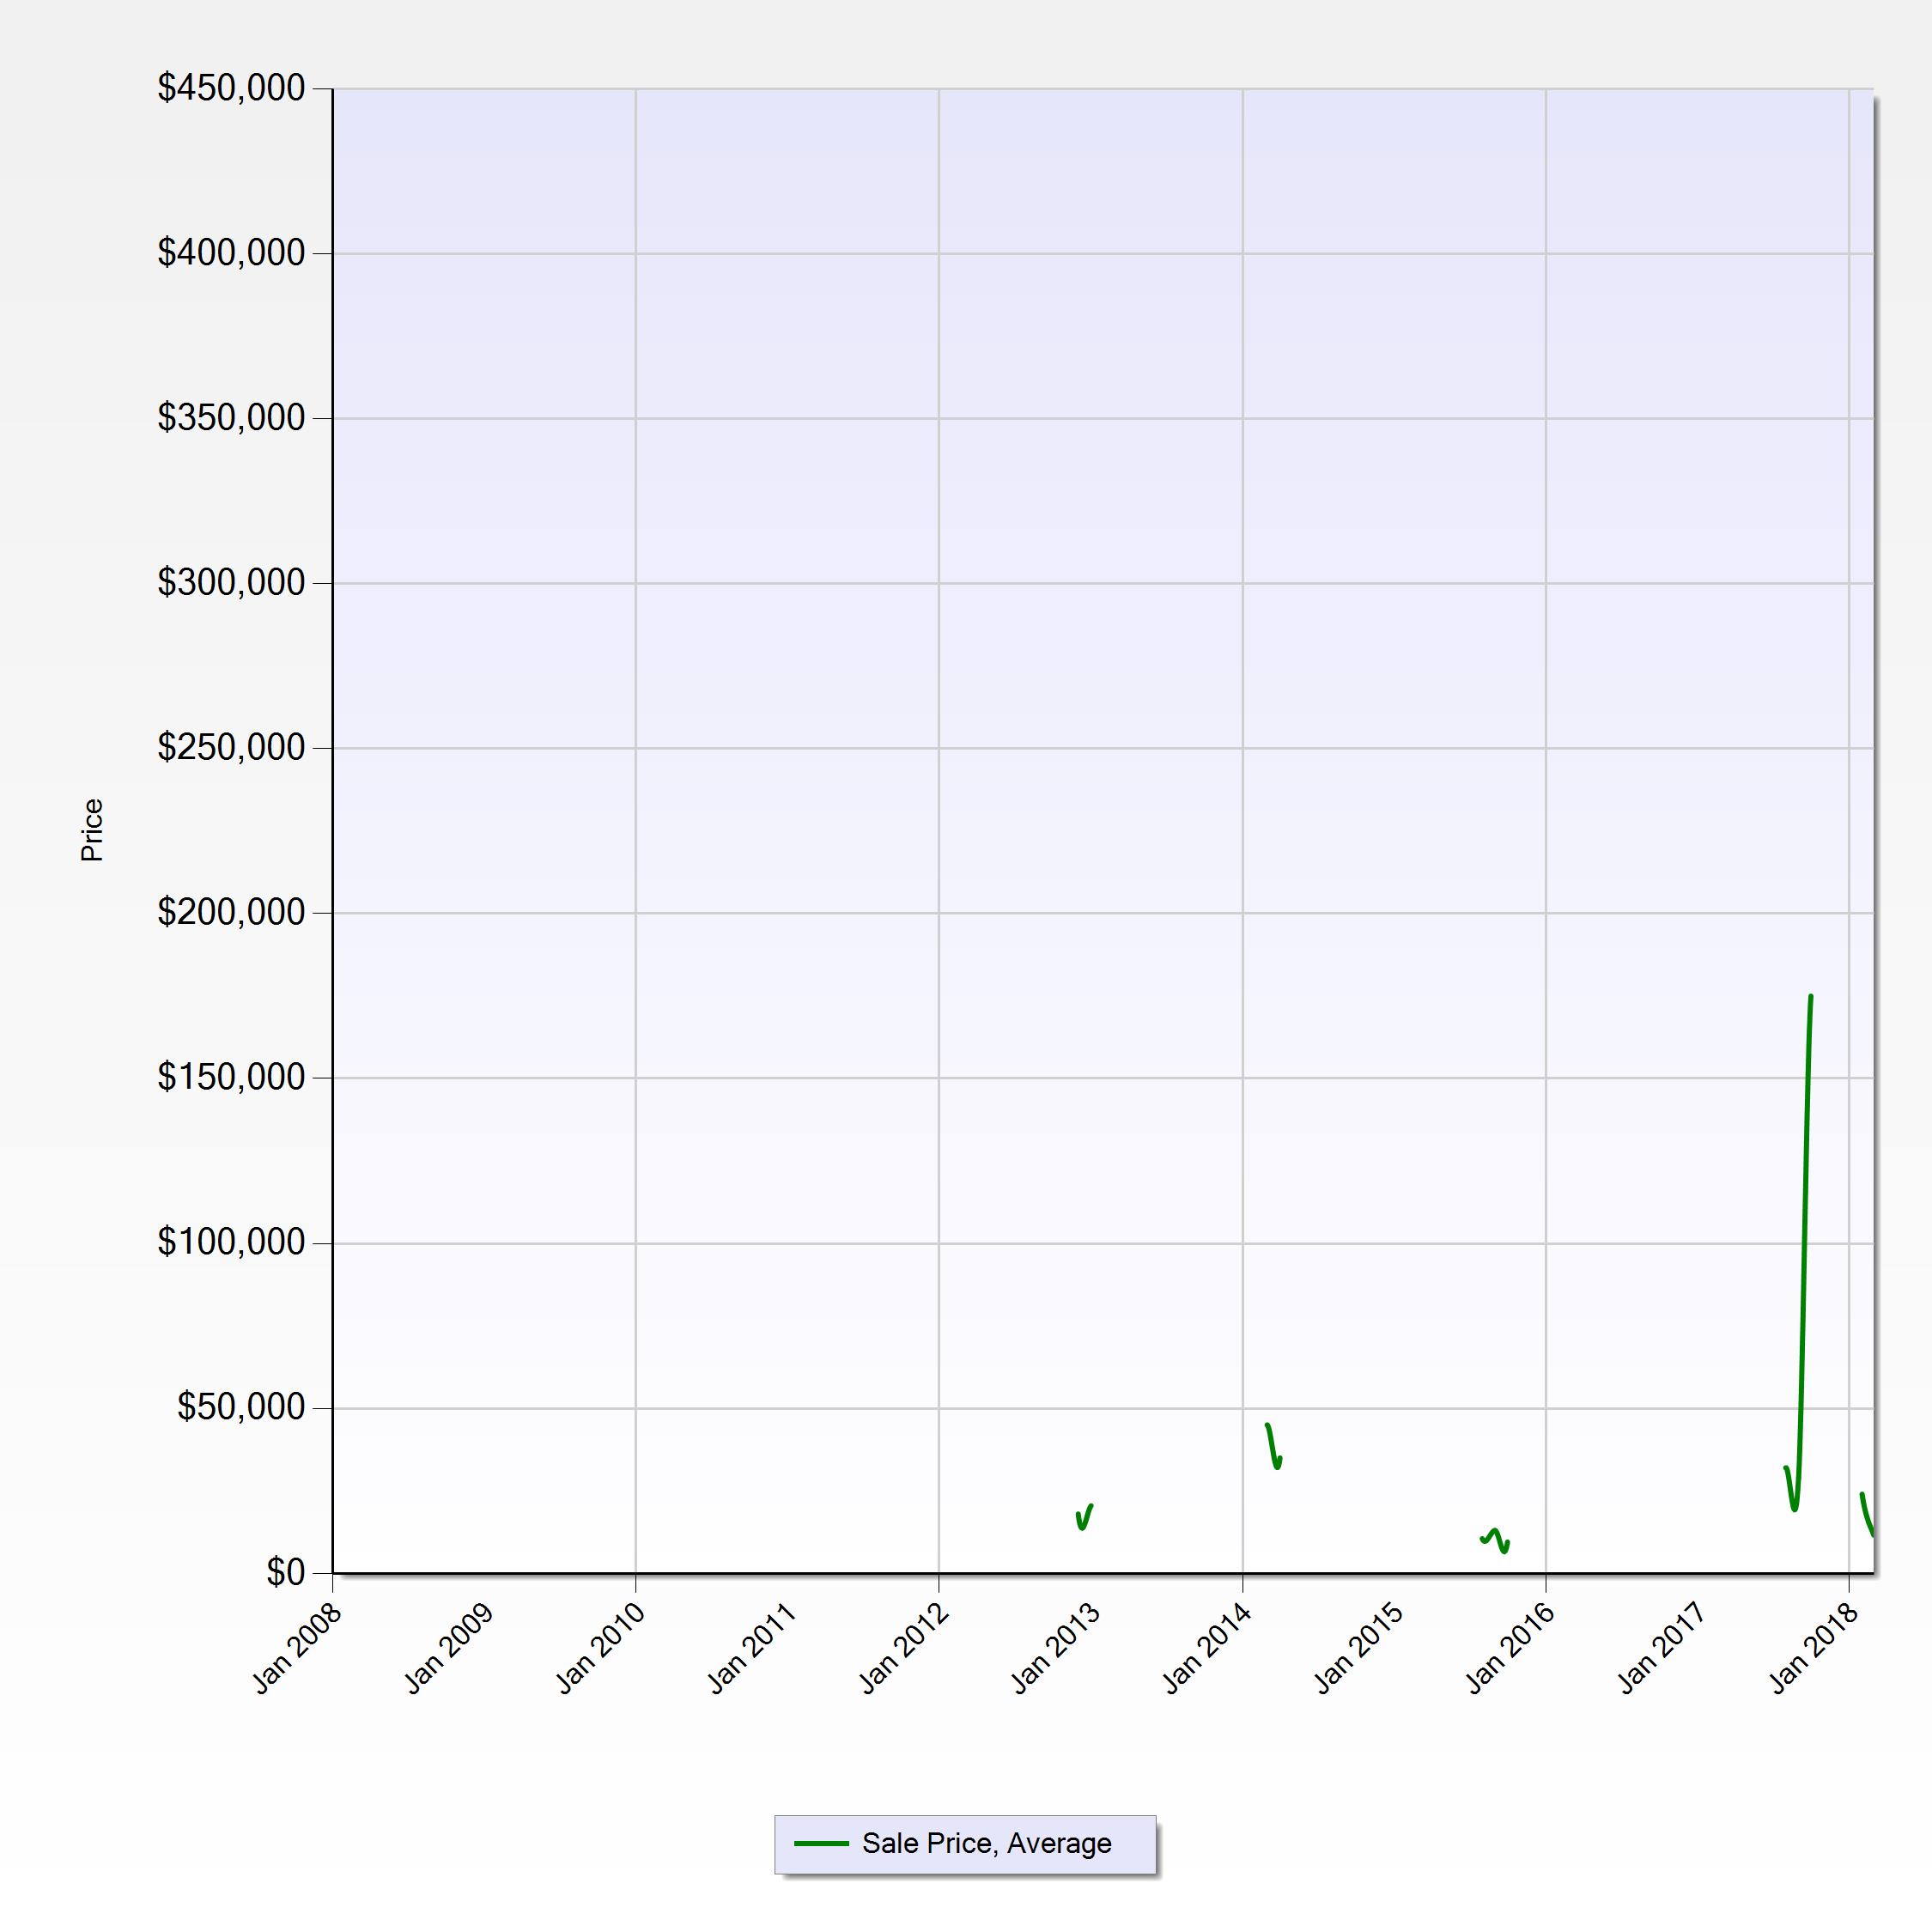 $450,000
$400,000
$350,000
$300,000
$250,000
$200,000
$150,000
$100,000
$50,000
$0
Price
Jan 2008
Jan 2009
Jan 2010
Jan 2011
Jan 2012
Jan 2013
Jan 2014
Jan 2015
Jan 2016
Jan 2017
Jan 2018
Sale Price, Average